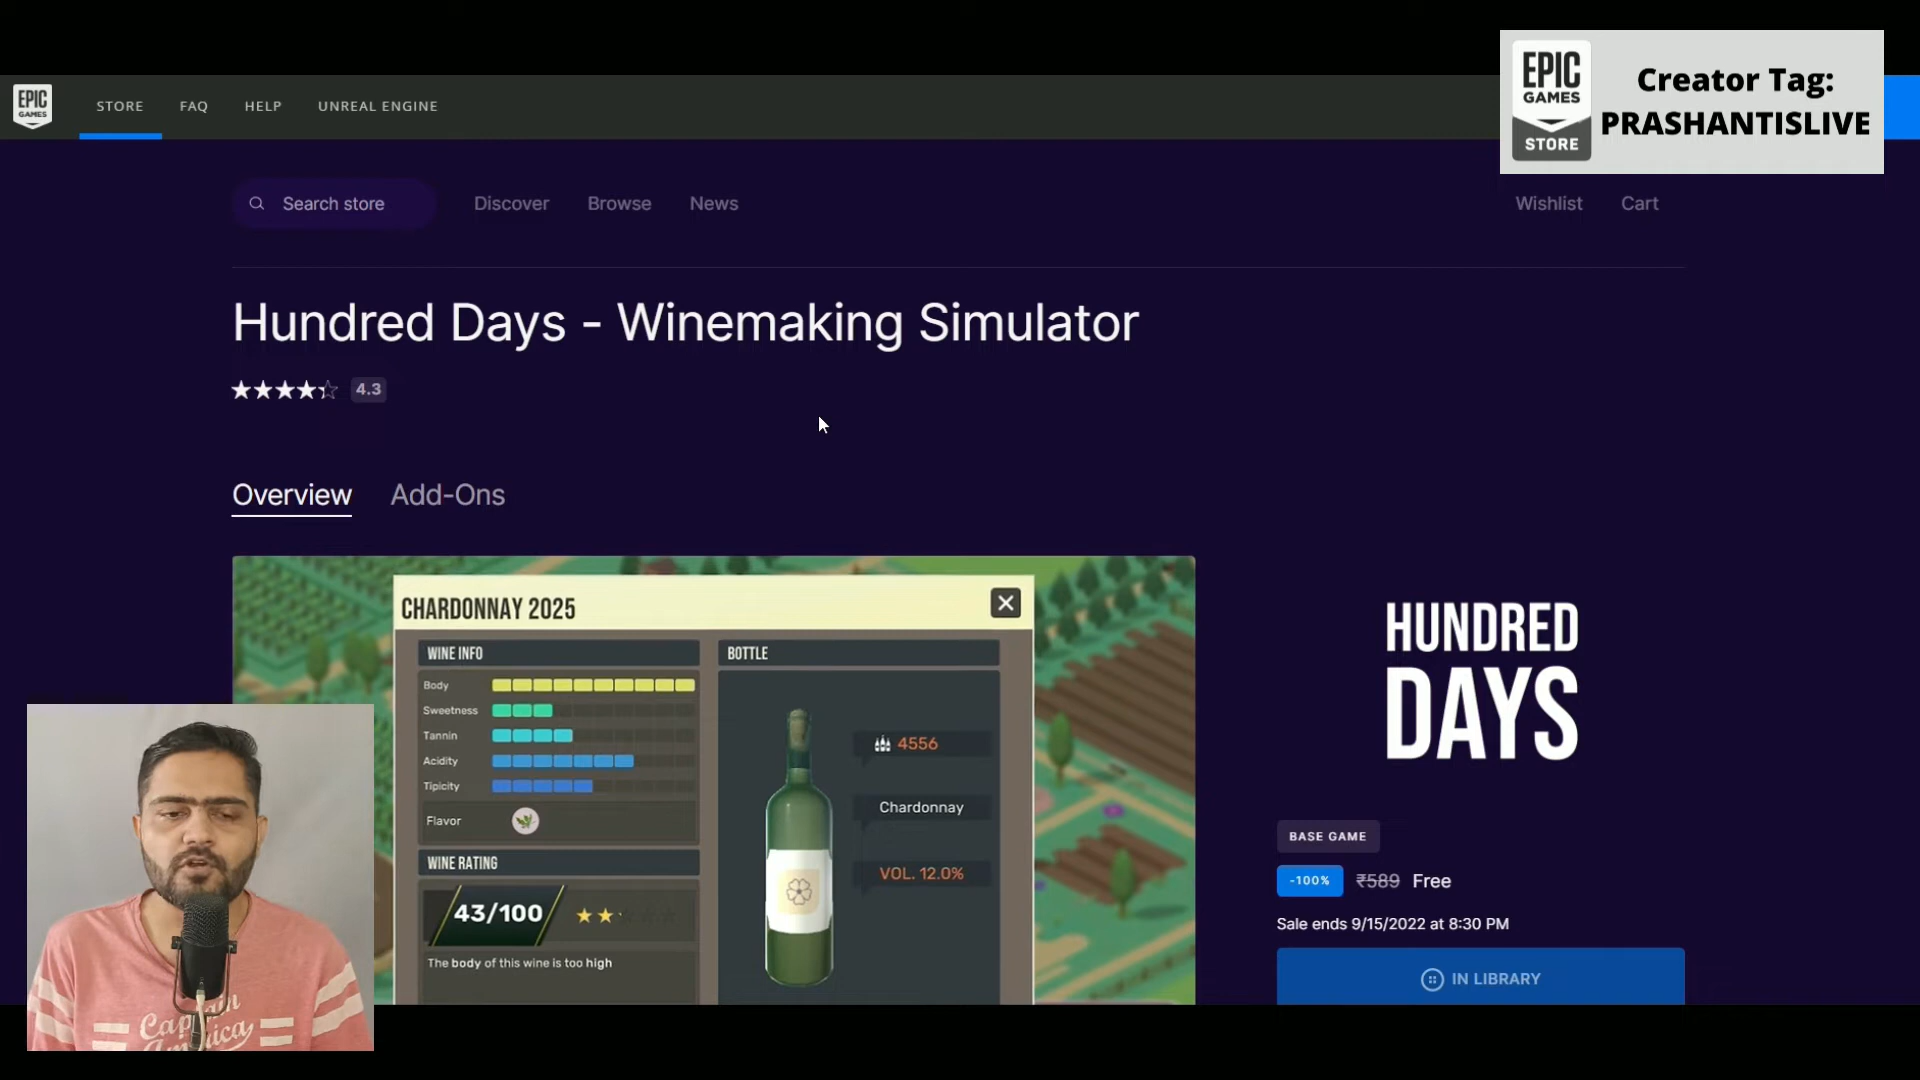 EPIC
GAMES
STORE
Creator Tag:
PRASHANTISLIVE
EPIC
GAMES
STORE
FAQ
HELP
UNREAL ENGINE
Search store
Discover
Browse
News
Wishlist
Cart
Hundred Days - Winemaking Simulator
4.3
Overview
Add-Ons
CHARDONNAY 2025
WINE INFO
Body
Sweetness
Tannin
Acidity
Tipicity
Flavor
WINE RATING
43/100
The body of this wine is too high
BOTTLE
4556
Chardonnay
VOL. 12.0%
HUNDRED
DAYS
BASE GAME
-100% ₹589 Free
Sale ends 9/15/2022 at 8:30 PM
IN LIBRARY